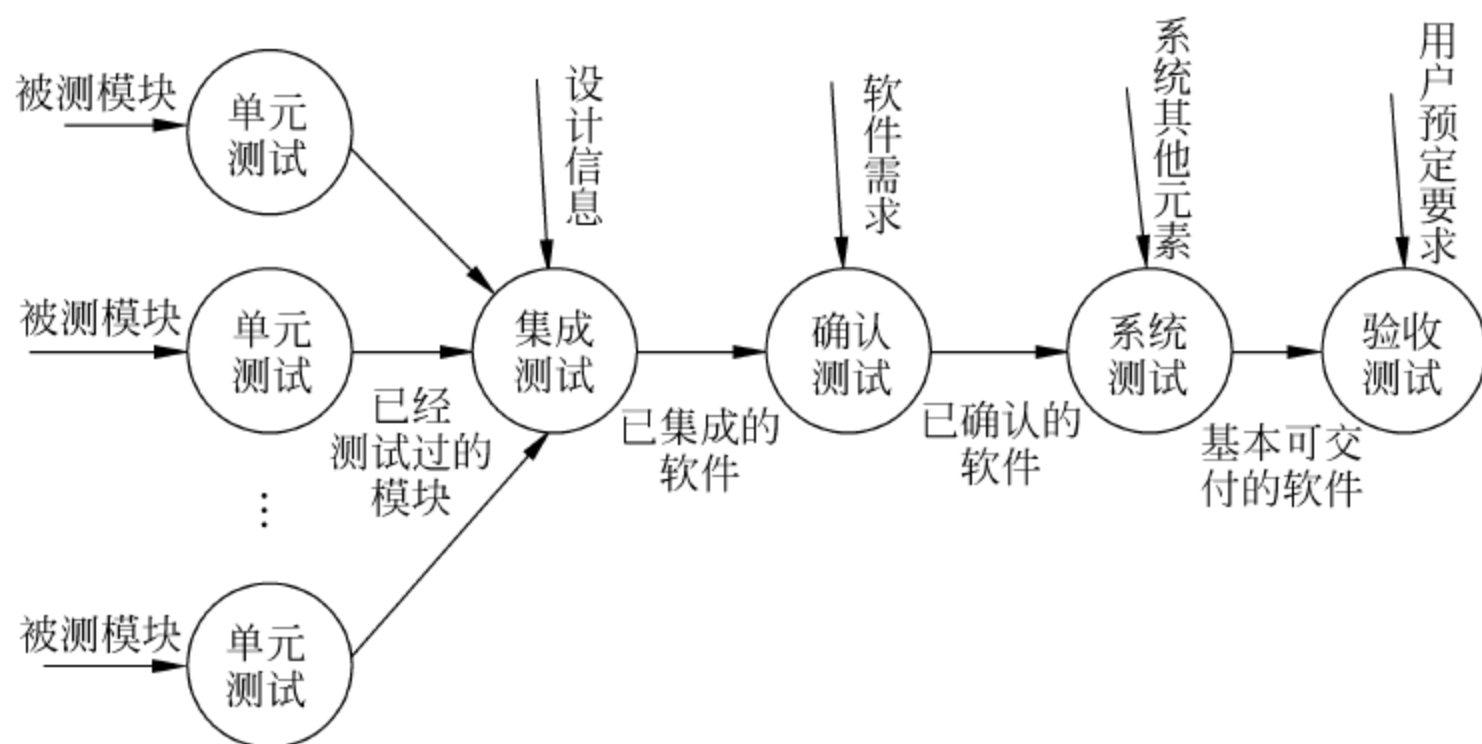 被测模块
单元
测试
设计信息
软件需求
系统其他元素
用户预定要求
被测模块
单元
测试
已经
测试过的
模块
集成
测试
已集成的
软件
确认
测试
已确认的
软件
系统
测试
基本可交
付的软件
验收
测试
⋮
被测模块
单元
测试